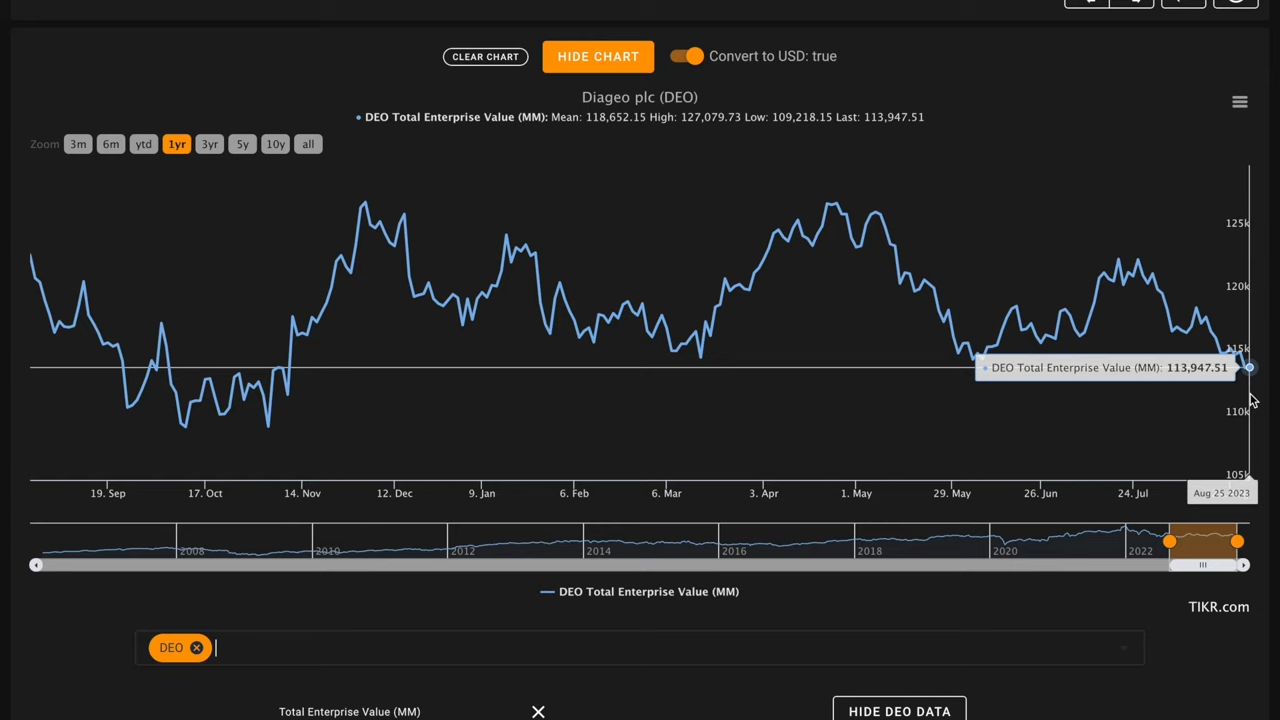 CLEAR CHART HIDE CHART Convert to USD: true
Diageo plc (DEO)
DEO Total Enterprise Value (MM): Mean: 118,652.15 High: 127,079.73 Low: 109,218.15 Last: 113,947.51
Zoom 3m 6m ytd 1yr 3yr 5y 10y all
125k
120k
115k
DEO Total Enterprise Value (MM): 113,947.51
110k
105k
19. Sep 17. Oct 14. Nov 12. Dec 9. Jan 6. Feb 6. Mar 3. Apr 1. May 29. May 26. Jun 24. Jul Aug 25 2023
2008 2010 2012 2014 2016 2018 2020 2022
DEO Total Enterprise Value (MM)
TIKR.com
DEO
Total Enterprise Value (MM) HIDE DEO DATA